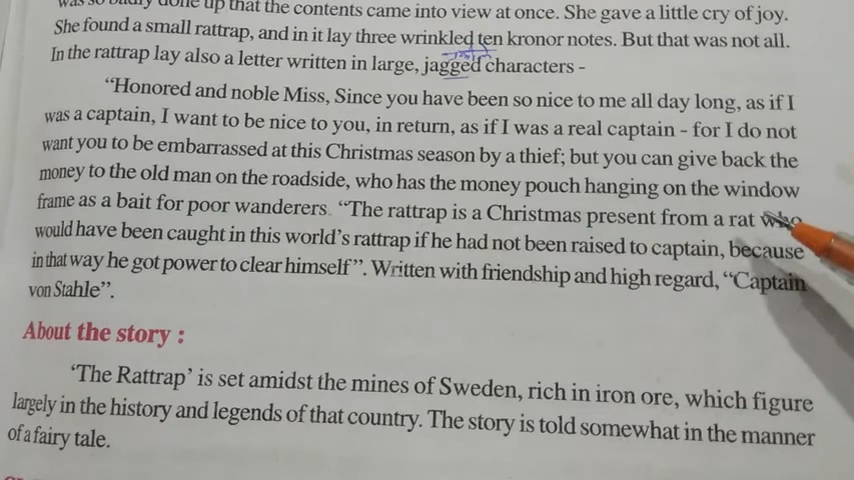 was so badly done up that the contents came into view at once. She gave a little cry of joy.
She found a small rattrap, and in it lay three wrinkled ten kronor notes. But that was not all.
In the rattrap lay also a letter written in large, jagged characters -
“Honored and noble Miss, Since you have been so nice to me all day long, as if I
was a captain, I want to be nice to you, in return, as if I was a real captain - for I do not
want you to be embarrassed at this Christmas season by a thief; but you can give back the
money to the old man on the roadside, who has the money pouch hanging on the window
frame as a bait for poor wanderers. “The rattrap is a Christmas present from a rat who
would have been caught in this world’s rattrap if he had not been raised to captain, because
in that way he got power to clear himself”. Written with friendship and high regard, “Captain
von Stahle”.
About the story :
‘The Rattrap’ is set amidst the mines of Sweden, rich in iron ore, which figure
largely in the history and legends of that country. The story is told somewhat in the manner
of a fairy tale.